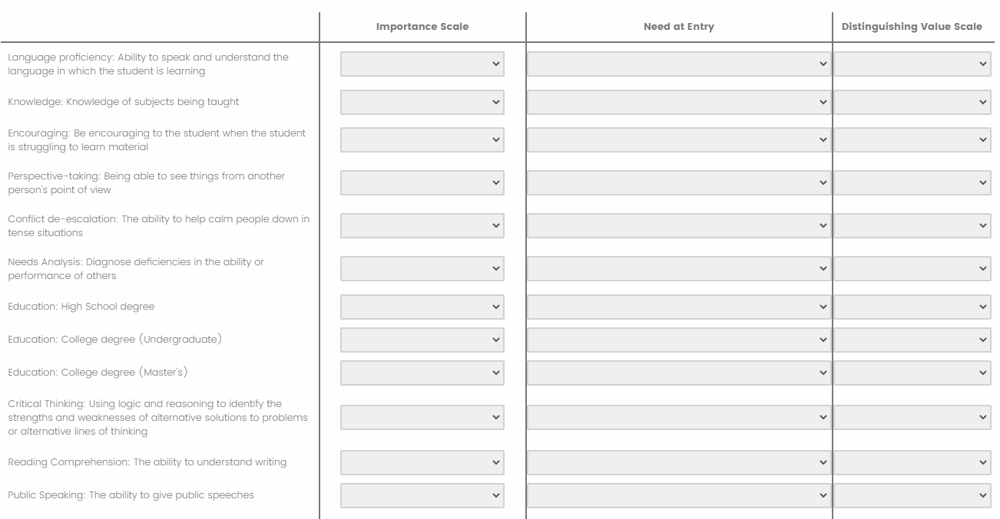 Importance Scale Need at Entry Distinguishing Value Scale
Language proficiency: Ability to speak and understand the
language in which the student is learning
Knowledge: Knowledge of subjects being taught
Encouraging: Be encouraging to the student when the student
is struggling to learn material
Perspective-taking: Being able to see things from another
person's point of view
Conflict de-escalation: The ability to help calm people down in
tense situations
Needs Analysis: Diagnose deficiencies in the ability or
performance of others
Education: High School degree
Education: College degree (Undergraduate)
Education: College degree (Master's)
Critical Thinking: Using logic and reasoning to identify the
strengths and weaknesses of alternative solutions to problems
or alternative lines of thinking
Reading Comprehension: The ability to understand writing
Public Speaking: The ability to give public speeches